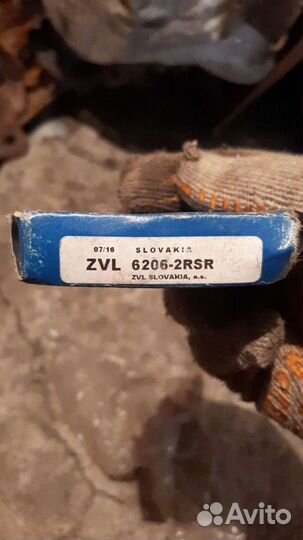 07/16 SLOVAKIA
ZVL 6206-2RSR
ZVL SLOVAKIA, a.s.
Avito